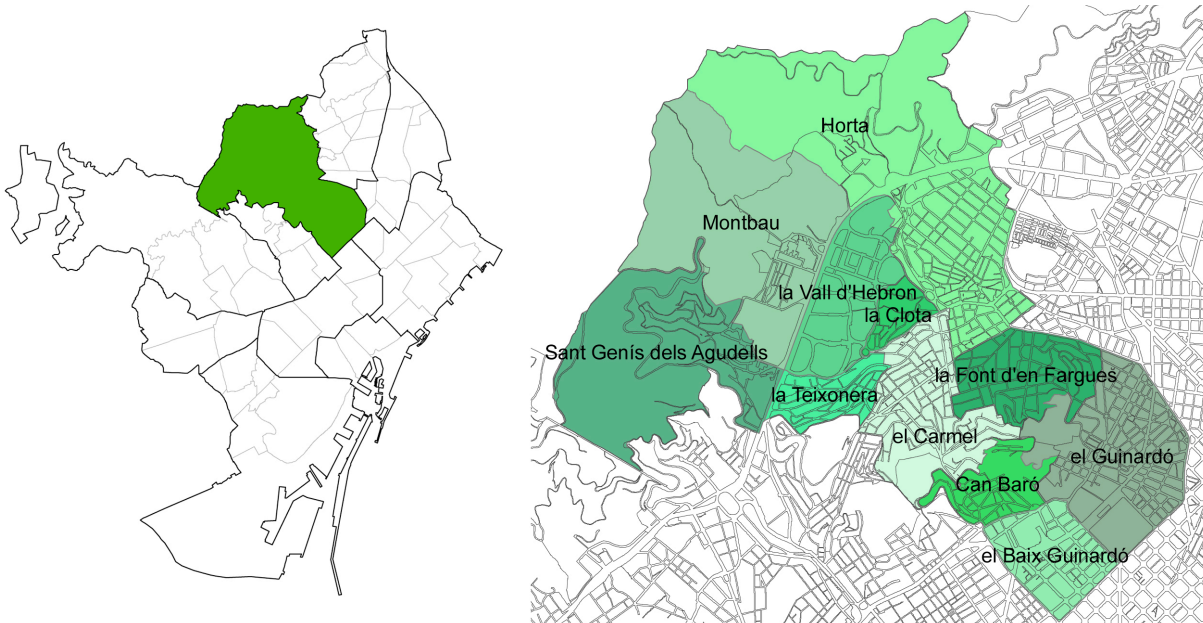 Horta
Montbau
la Vall d'Hebron
la Clota
Sant Genís dels Agudells
la Teixonera
la Font d'en Fargues
el Carmel
el Guinardó
Can Baró
el Baix Guinardó